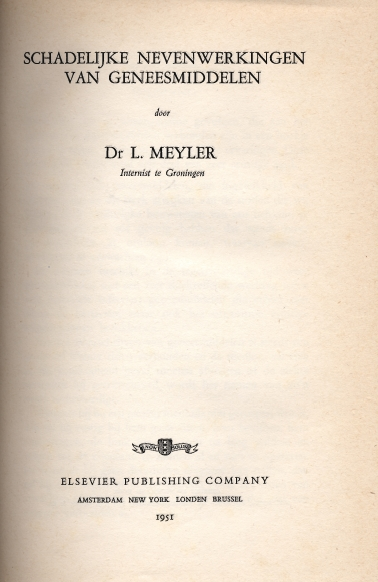 SCHADELIJKE NEVENWERKINGEN
VAN GENEESMIDDELEN
door
Dr L. MEYLER
Internist te Groningen
ELSEVIER PUBLISHING COMPANY
AMSTERDAM NEW YORK LONDEN BRUSSEL
1951